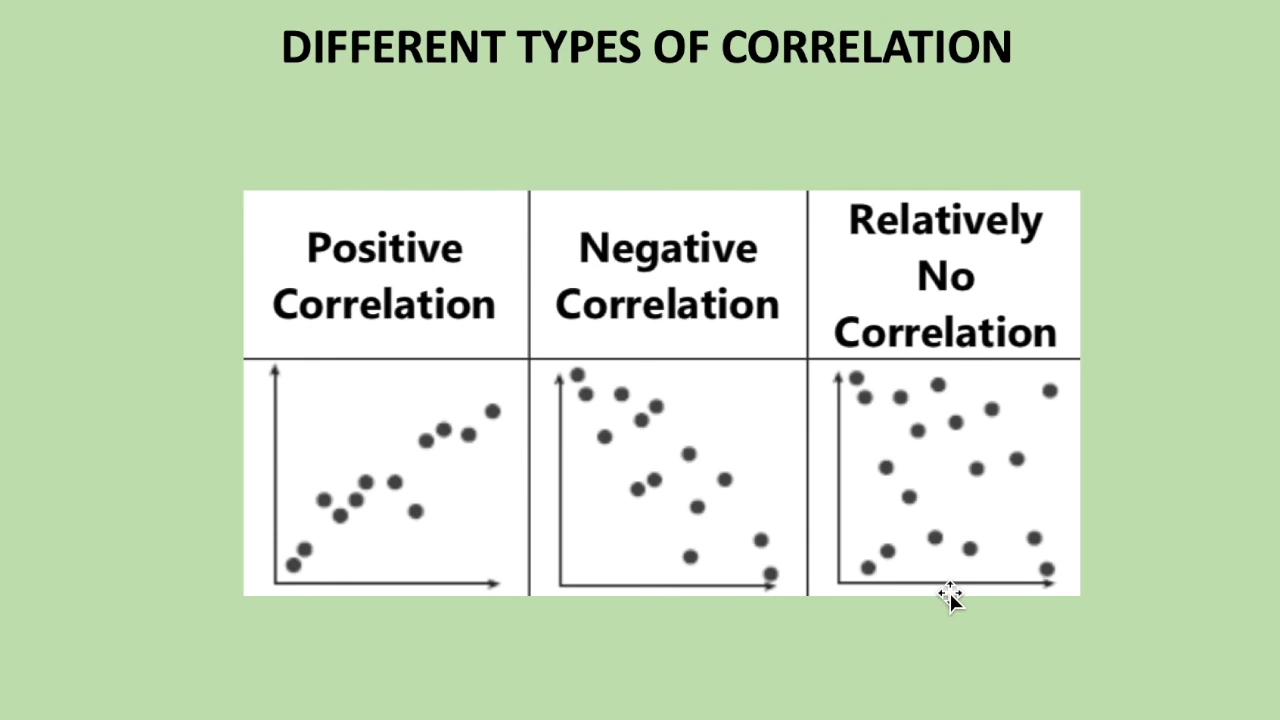 DIFFERENT TYPES OF CORRELATION
Positive
Correlation
Negative
Correlation
Relatively
No
Correlation